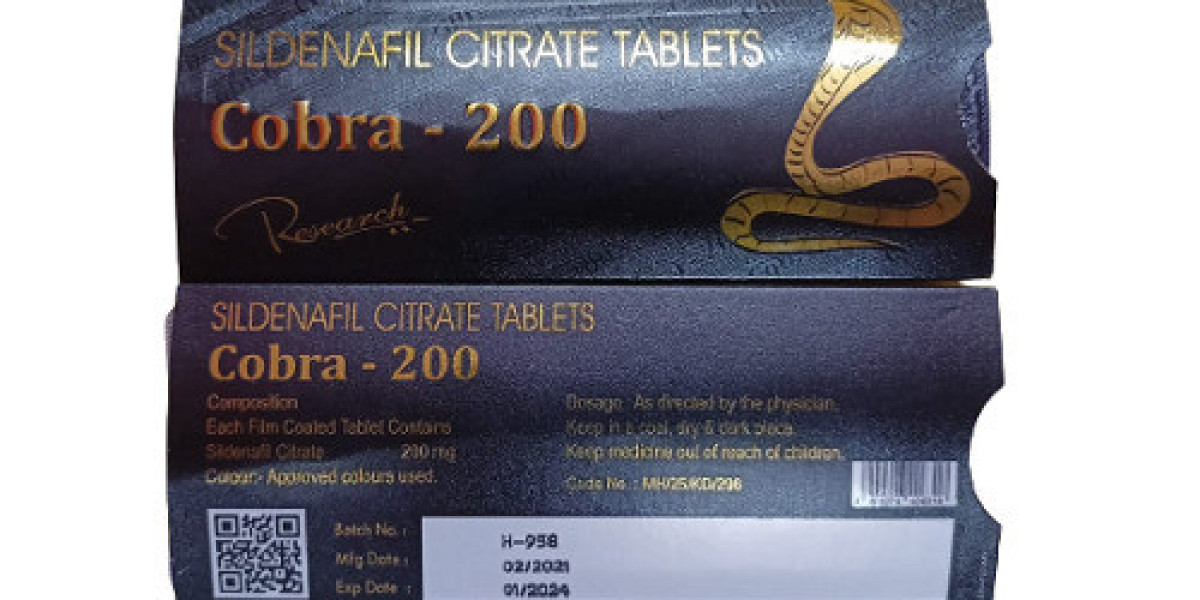 SILDENAFIL CITRATE TABLETS
Cobra - 200
Research
SILDENAFIL CITRATE TABLETS
Cobra - 200
Composition
Each Film Coated Tablet Contains
Sildenafil Citrate 200 mg
Approved colours used.
Dosage : As directed by the physician.
Keep in a cool, dry & dark place.
Keep medicine out of reach of children.
Code No. : MH/25/KD/296
Batch No. : H-958
Mfg Date : 02/2021
Exp Date : 01/2024